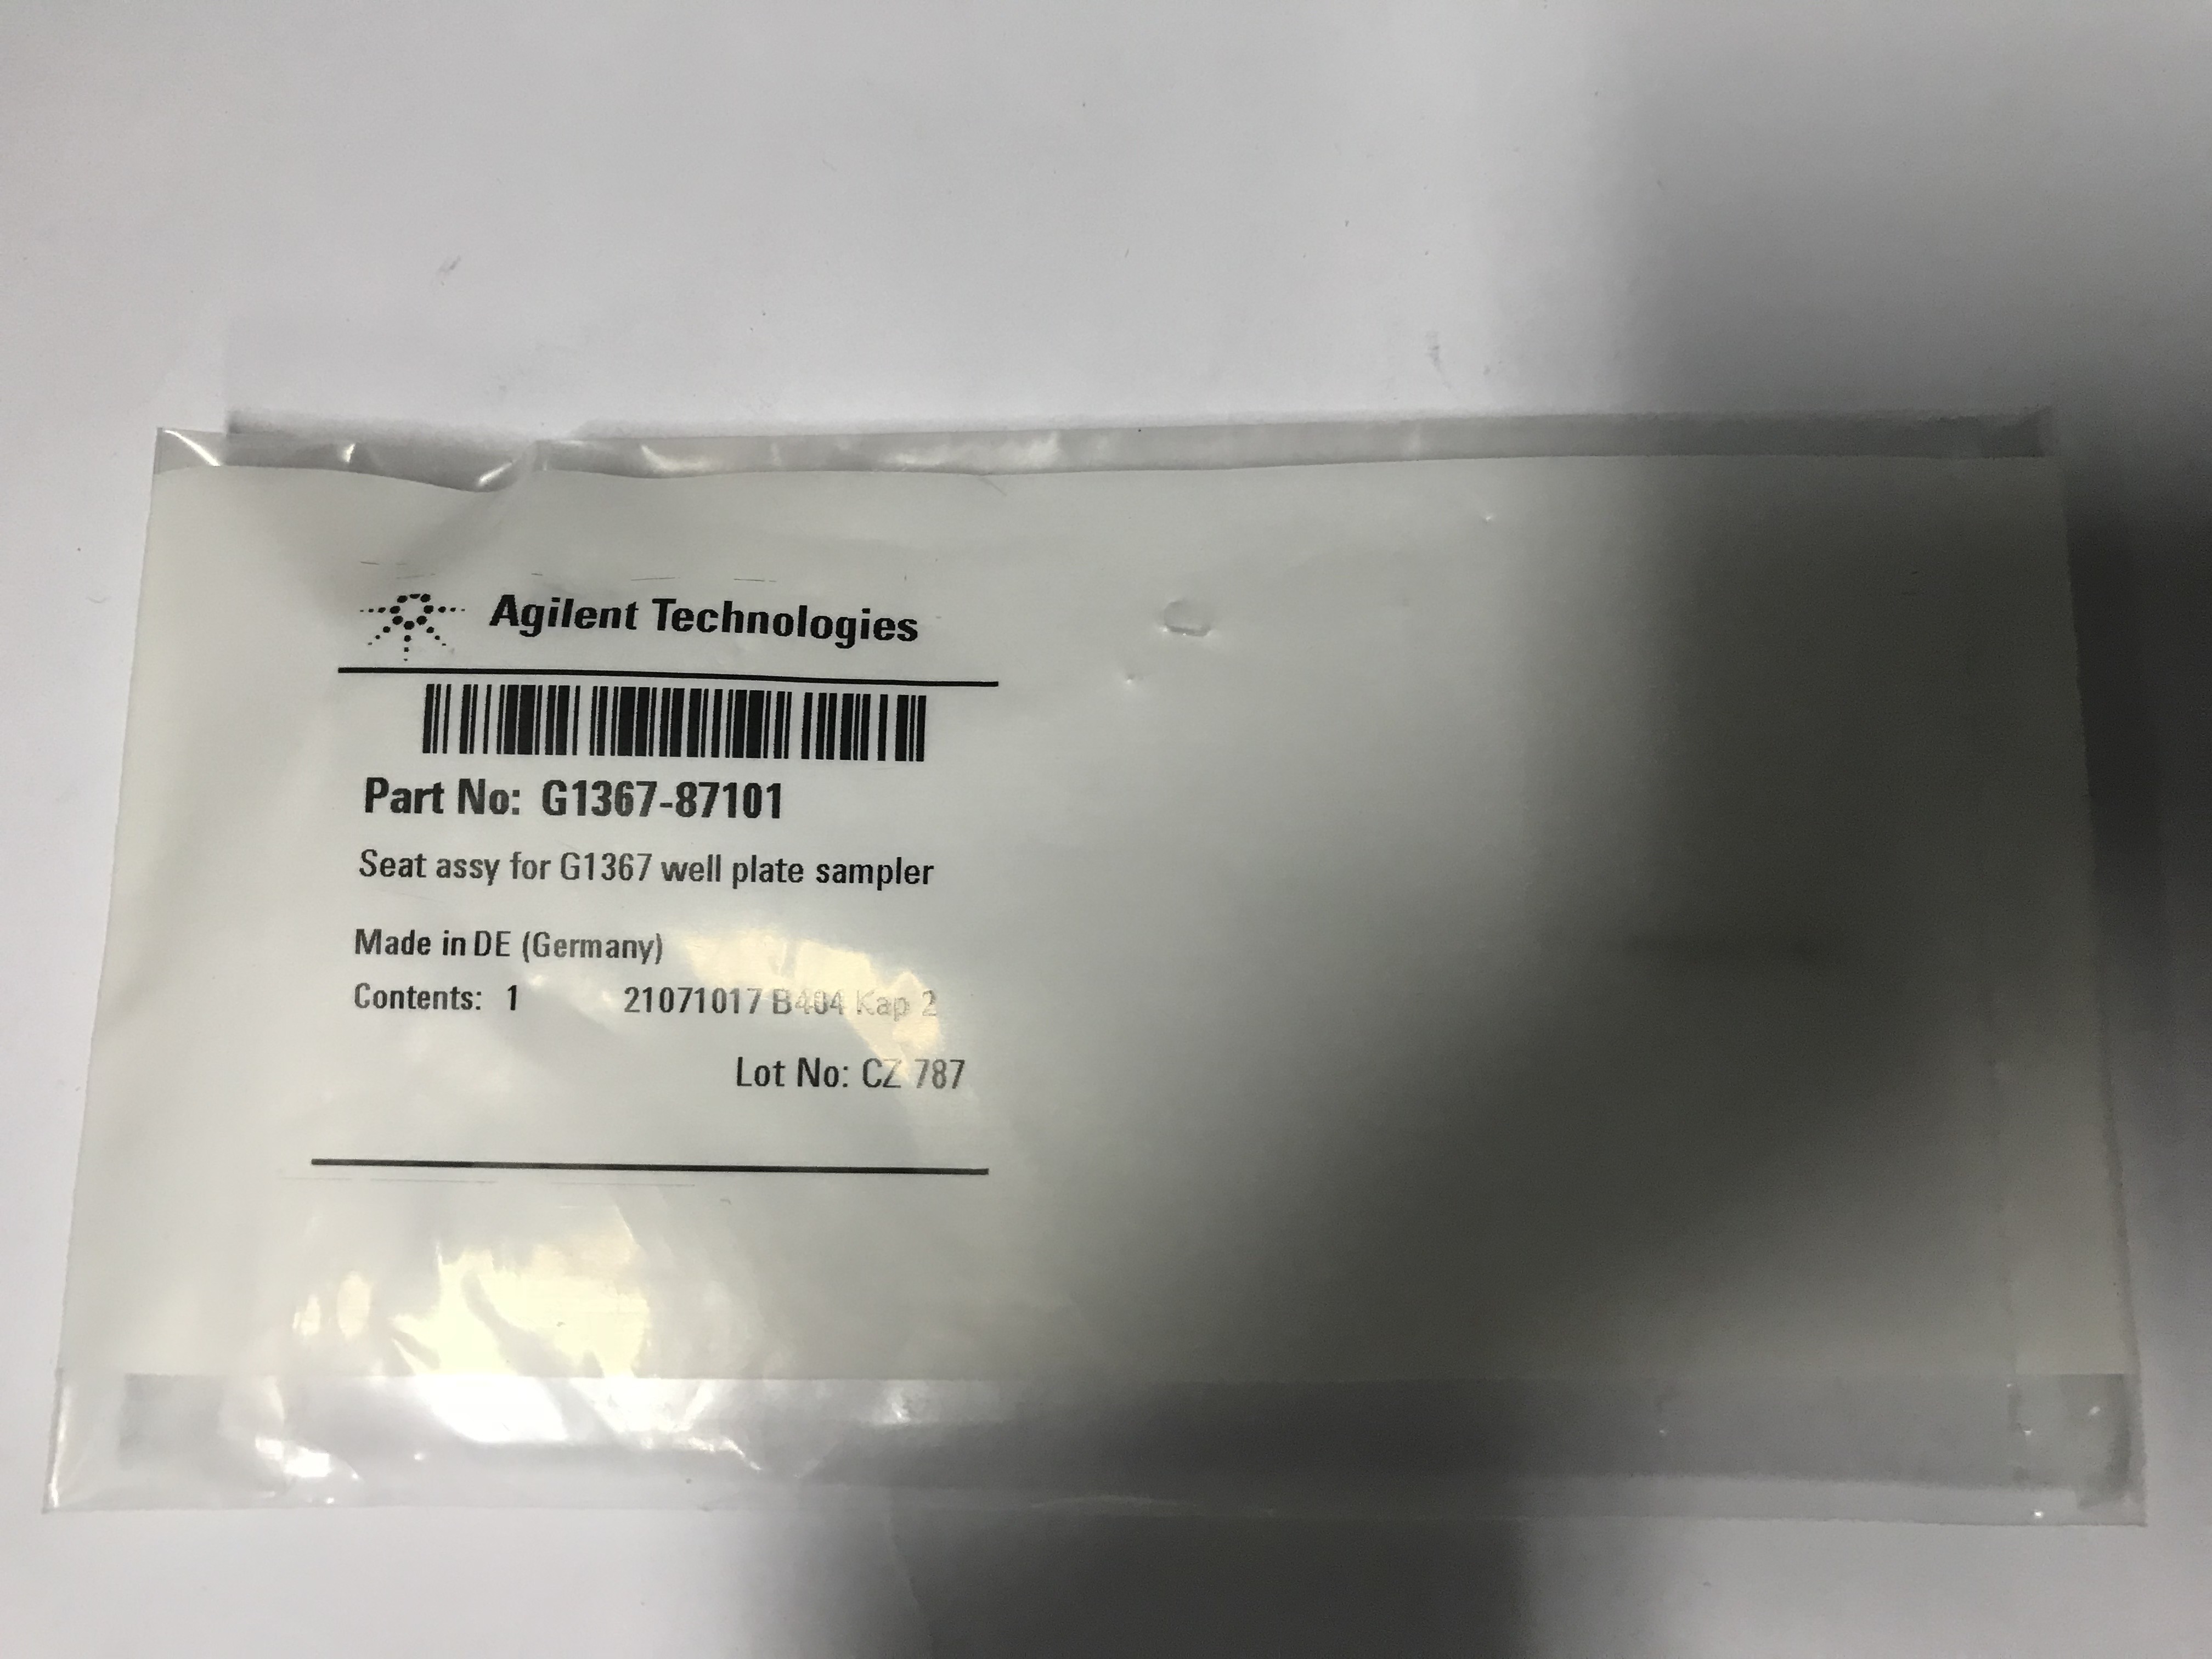 Agilent Technologies
Part No: G1367-87101
Seat assy for G1367 well plate sampler
Made in DE (Germany)
Contents: 1 21071017 B404 Kap 2
Lot No: CZ 787